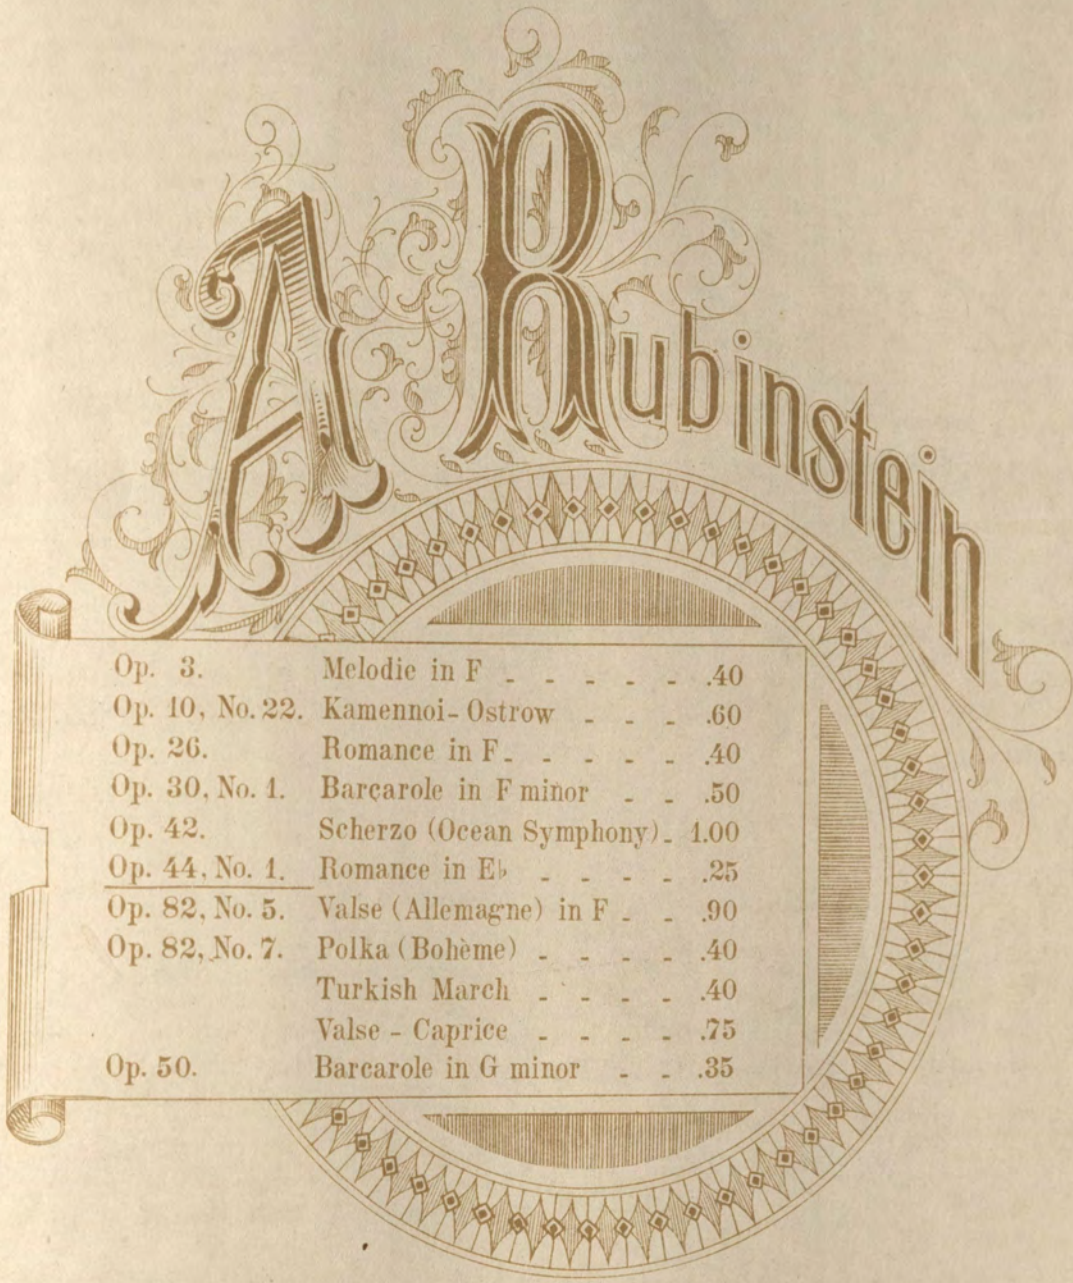 A Rubinstein
Op. 3. Melodie in F - - - - - .40
Op. 10, No. 22. Kamennoi-Ostrow - - - .60
Op. 26. Romance in F - - - - - .40
Op. 30, No. 1. Barçarole in F minor - - .50
Op. 42. Scherzo (Ocean Symphony) - 1.00
Op. 44, No. 1. Romance in E♭ - - - - .25
Op. 82, No. 5. Valse (Allemagne) in F - - .90
Op. 82, No. 7. Polka (Bohème) - - - - .40
Turkish March - - - - .40
Valse - Caprice - - - - .75
Op. 50. Barcarole in G minor - - .35